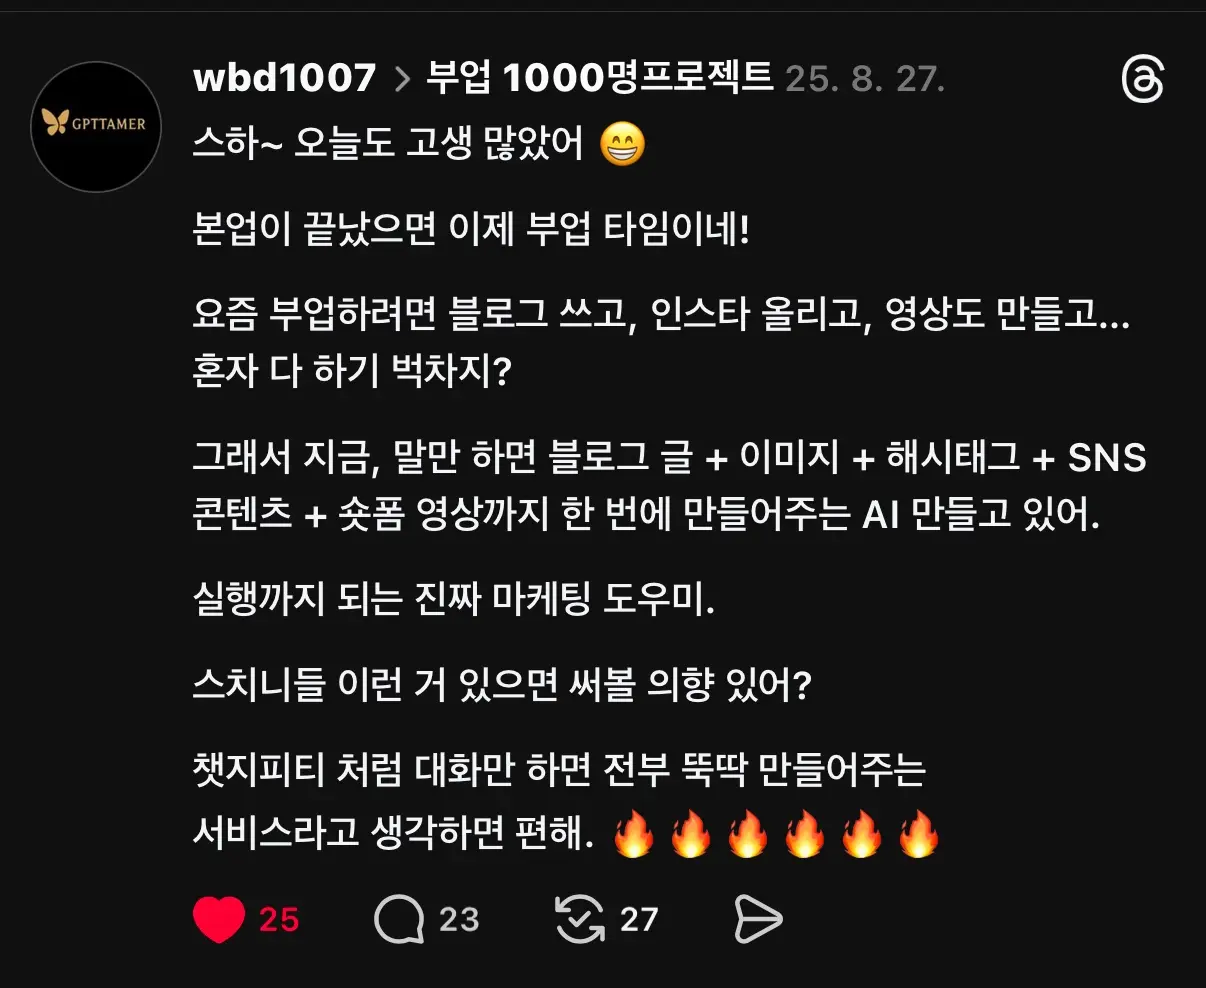 wbd1007 > 부업 1000명프로젝트 25. 8. 27.
GPTTAMER
스하~ 오늘도 고생 많았어 😁
본업이 끝났으면 이제 부업 타임이네!
요즘 부업하려면 블로그 쓰고, 인스타 올리고, 영상도 만들고...
혼자 다 하기 벅차지?
그래서 지금, 말만 하면 블로그 글 + 이미지 + 해시태그 + SNS
콘텐츠 + 숏폼 영상까지 한 번에 만들어주는 AI 만들고 있어.
실행까지 되는 진짜 마케팅 도우미.
스치니들 이런 거 있으면 써볼 의향 있어?
챗지피티 처럼 대화만 하면 전부 뚝딱 만들어주는
서비스라고 생각하면 편해. 🔥🔥🔥🔥🔥🔥
25 23 27